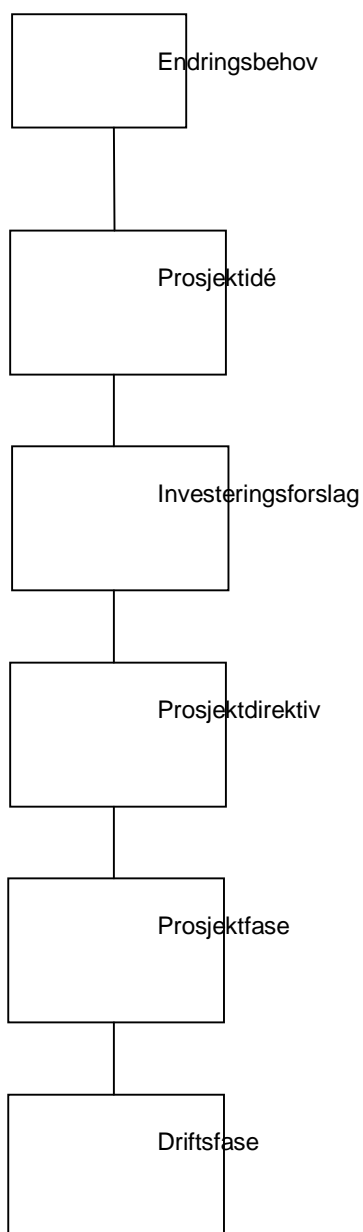 Endringsbehov
Prosjektidé
Investeringsforslag
Prosjektdirektiv
Prosjektfase
Driftsfase